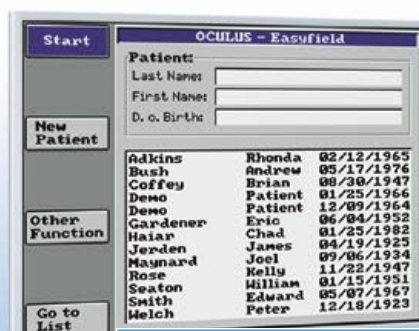 Start
OCULUS - Easyfield
Patient:
Last Name:
First Name:
D. o. Birth:
New
Patient
Adkins Rhonda 02/12/1965
Bush Andrew 05/17/1976
Coffey Brian 08/30/1947
Demo Patient 01/25/1966
Demo Patient 12/09/1964
Gardener Eric 06/04/1952
Haiar Chad 01/25/1982
Jerden James 04/19/1925
Maynard Joel 09/06/1934
Rose Kelly 11/22/1947
Seaton William 01/15/1951
Smith Edward 05/07/1967
Welch Peter 12/18/1923
Other
Function
Go to
List